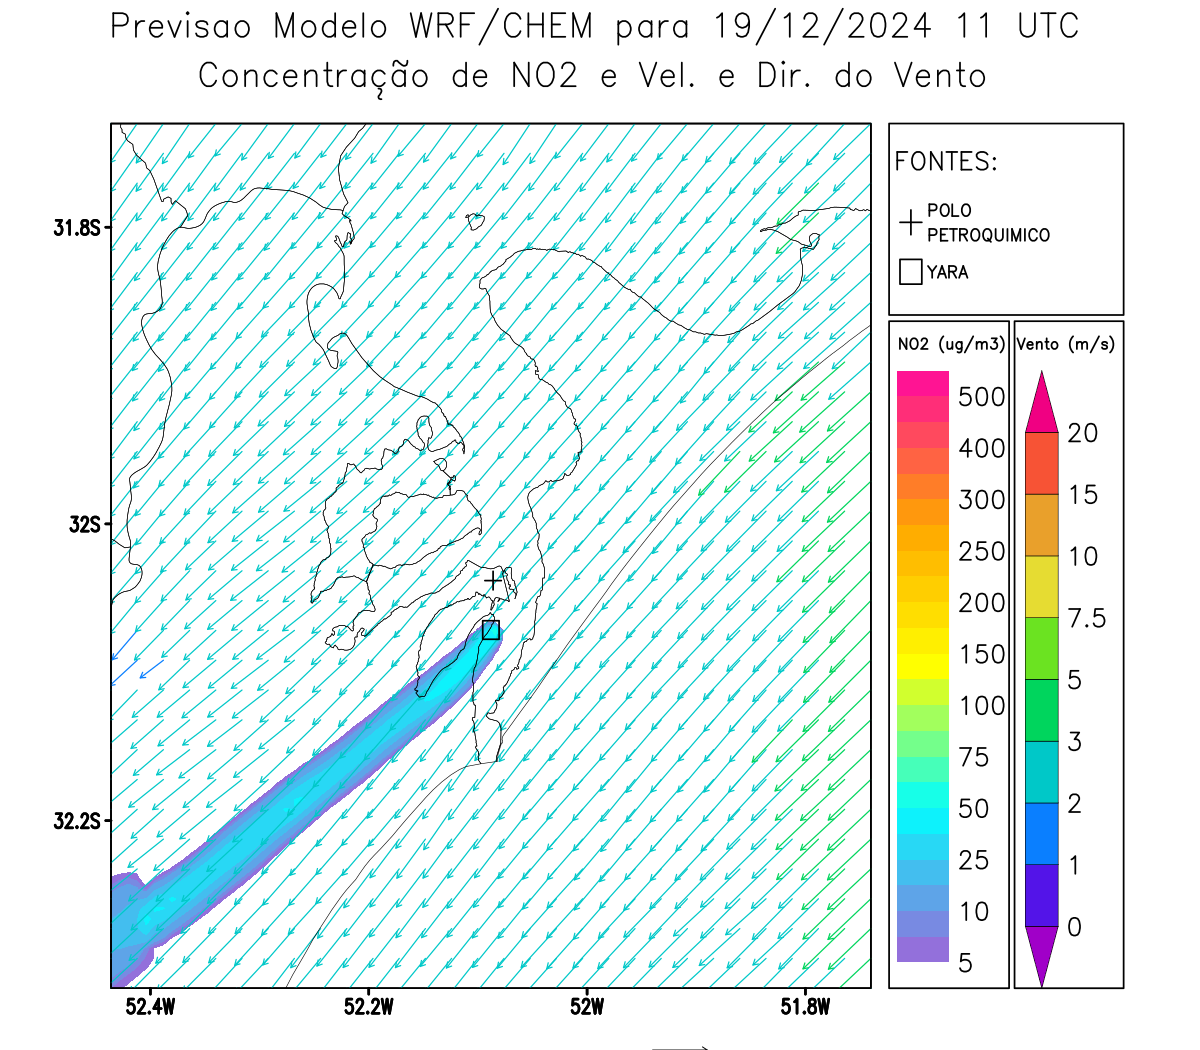 Previsao Modelo WRF/CHEM para 19/12/2024 11 UTC
Concentração de NO2 e Vel. e Dir. do Vento
FONTES:
POLO
PETROQUIMICO
YARA
NO2 (ug/m3)
500
400
300
250
200
150
100
75
50
25
10
5
Vento (m/s)
20
15
10
7.5
5
3
2
1
0
31.8S
32S
32.2S
52.4W
52.2W
52W
51.8W